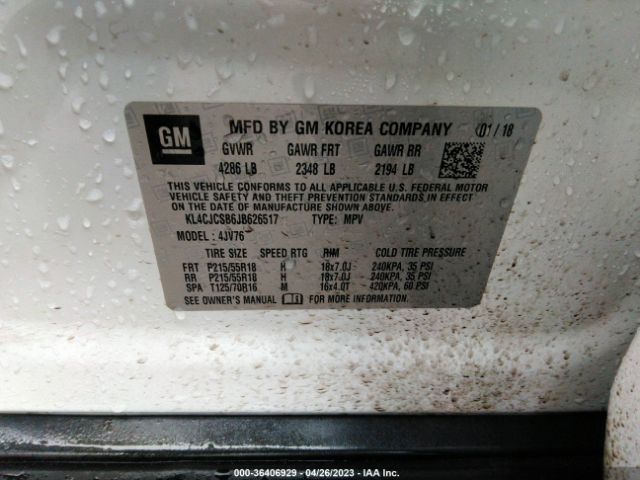 GM
MFD BY GM KOREA COMPANY 01/18
GVWR GAWR FRT GAWR RR
4286 LB 2348 LB 2194 LB
THIS VEHICLE CONFORMS TO ALL APPLICABLE U.S. FEDERAL MOTOR
VEHICLE SAFETY AND THEFT PREVENTION STANDARDS IN EFFECT ON
THE DATE OF MANUFACTURE SHOWN ABOVE.
KL4CJCSB6JB626517 TYPE: MPV
MODEL: 4JV76
TIRE SIZE SPEED RTG RIM COLD TIRE PRESSURE
FRT P215/55R18 H 18x7.0J 240KPA, 35 PSI
RR P215/55R18 H 18x7.0J 240KPA, 35 PSI
SPA T125/70R16 M 16x4.0T 420KPA, 60 PSI
SEE OWNER'S MANUAL FOR MORE INFORMATION.
000-36406929 - 04/26/2023 - IAA Inc.